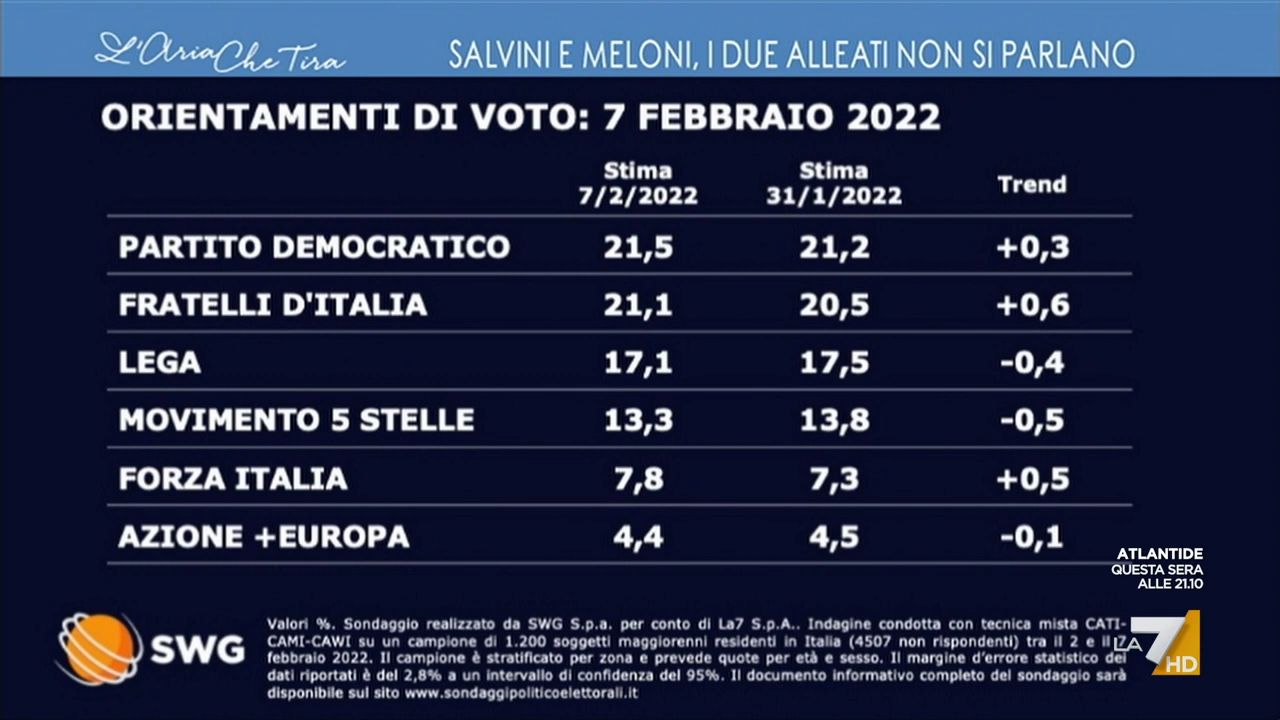 L'Aria Che Tira
SALVINI E MELONI, I DUE ALLEATI NON SI PARLANO
ORIENTAMENTI DI VOTO: 7 FEBBRAIO 2022
Stima 7/2/2022 Stima 31/1/2022 Trend
PARTITO DEMOCRATICO 21,5 21,2 +0,3
FRATELLI D'ITALIA 21,1 20,5 +0,6
LEGA 17,1 17,5 -0,4
MOVIMENTO 5 STELLE 13,3 13,8 -0,5
FORZA ITALIA 7,8 7,3 +0,5
AZIONE +EUROPA 4,4 4,5 -0,1
ATLANTIDE
QUESTA SERA
ALLE 21.10
SWG
Valori %. Sondaggio realizzato da SWG S.p.a. per conto di La7 S.p.A.. Indagine condotta con tecnica mista CATI-
CAMI-CAWI su un campione di 1.200 soggetti maggiorenni residenti in Italia (4507 non rispondenti) tra il 2 e il
febbraio 2022. Il campione è stratificato per zona e prevede quote per età e sesso. Il margine d'errore statistico dei
dati riportati è del 2,8% a un intervallo di confidenza del 95%. Il documento informativo completo del sondaggio sarà
disponibile sul sito www.sondaggipoliticoelettorali.it
LA 7 HD